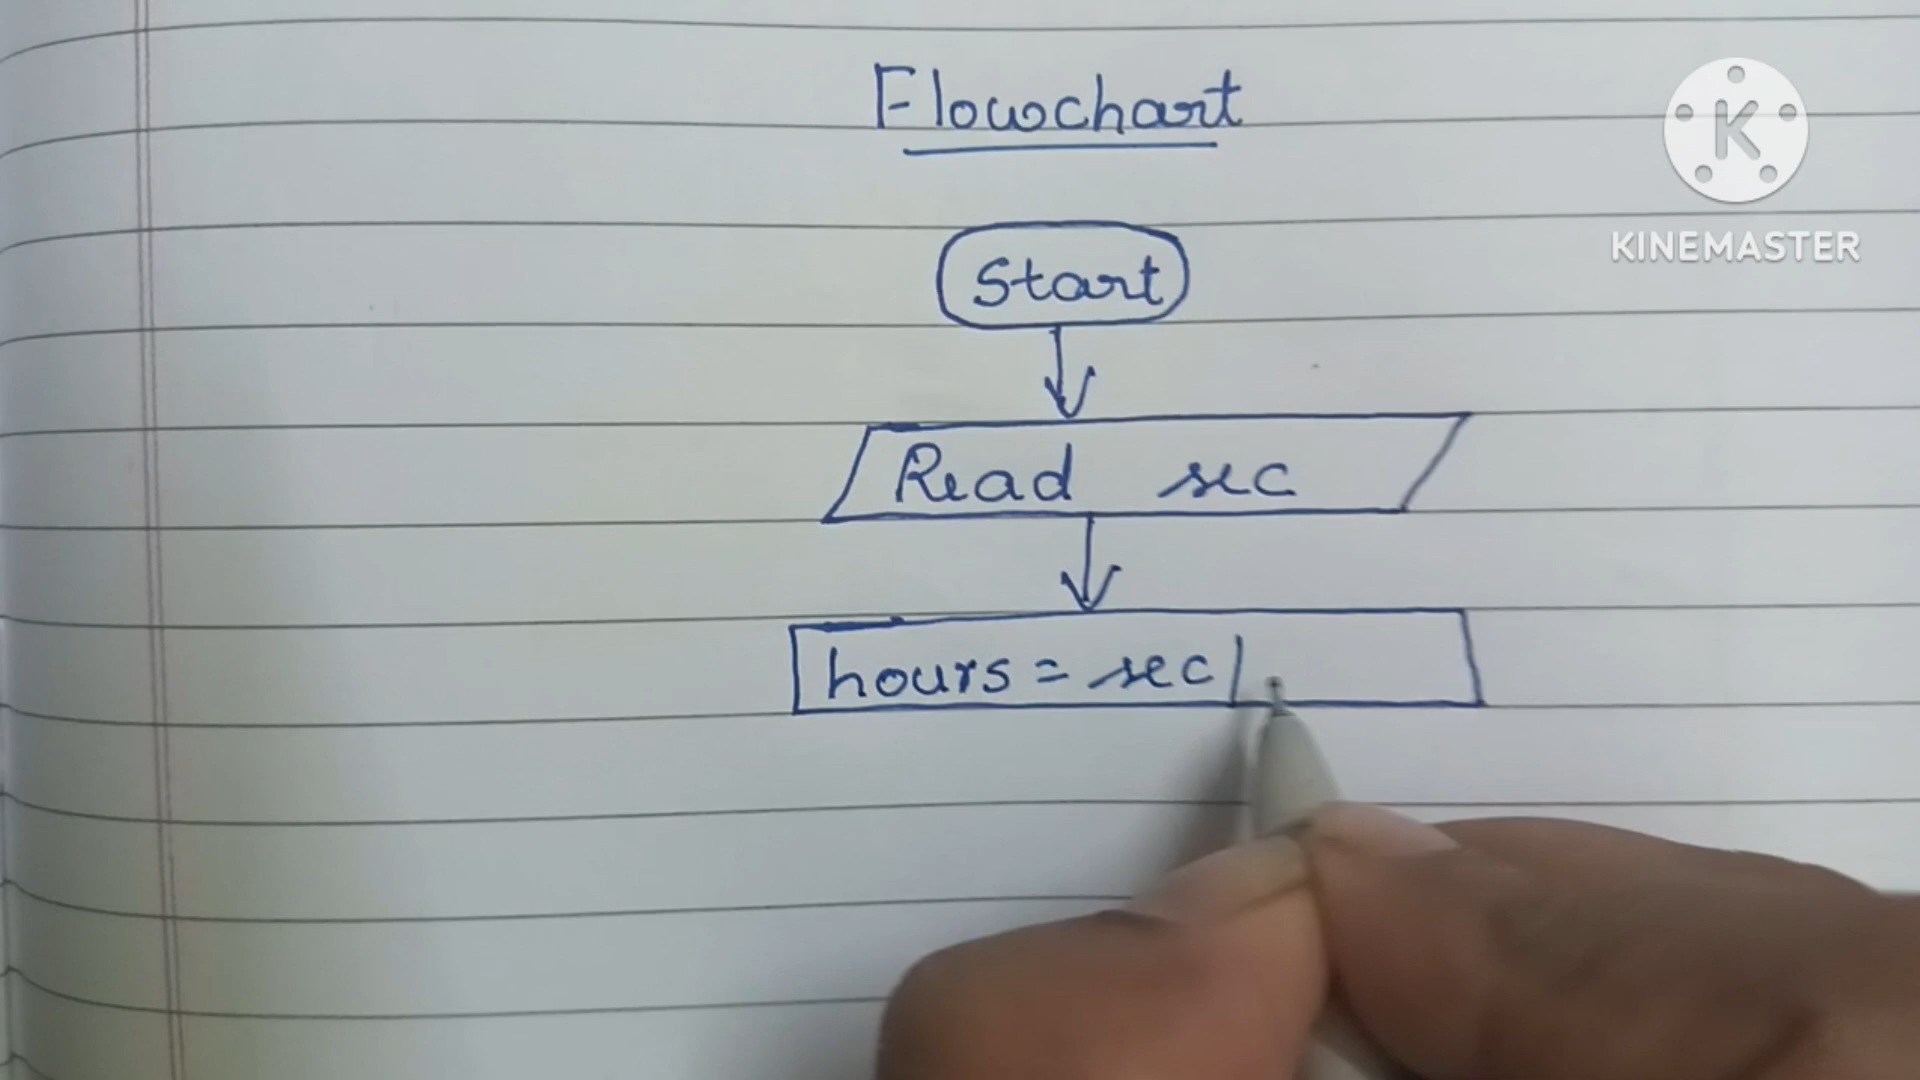 Flowchart
K
KINEMASTER
Start
Read sec
hours = sec/